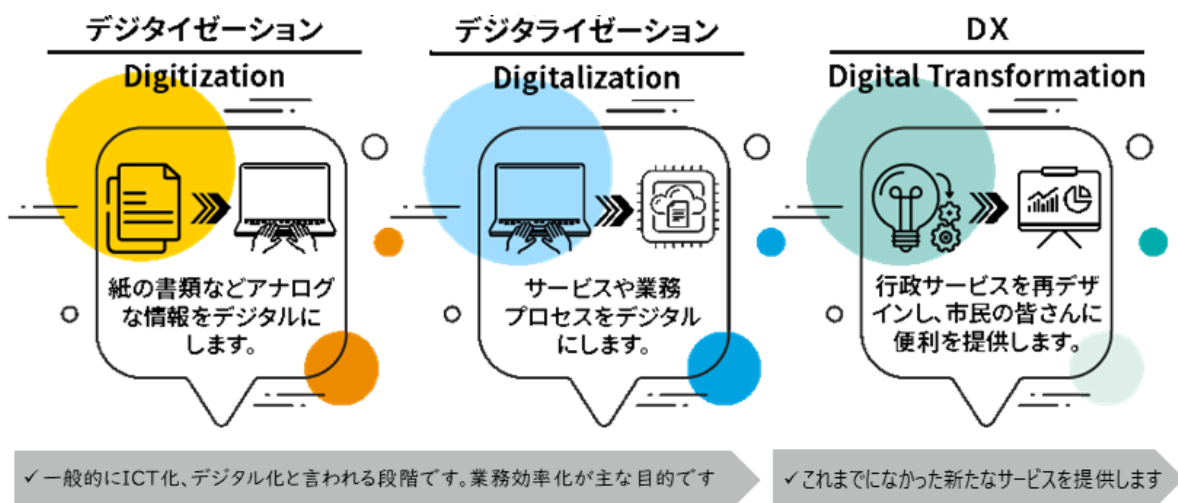 デジタイゼーション
Digitization
紙の書類などアナログ
な情報をデジタルに
します。
デジタライゼーション
Digitalization
サービスや業務
プロセスをデジタル
にします。
DX
Digital Transformation
行政サービスを再デザ
インし、市民の皆さんに
便利を提供します。
✓一般的にICT化、デジタル化と言われる段階です。業務効率化が主な目的です
✓これまでになかった新たなサービスを提供します